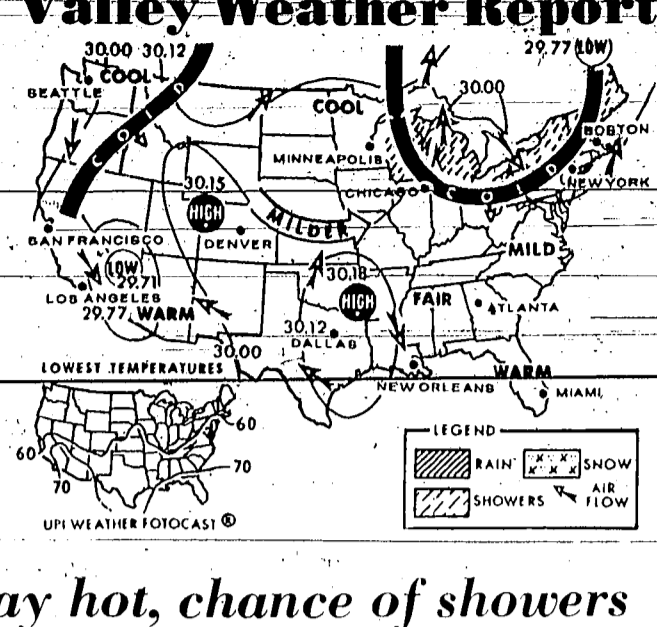 Valley Weather Report
30.00 30.12
29.77 LOW
SEATTLE
COOL
COLD
COOL
30.00
BOSTON
MINNEAPOLIS
NEW YORK
CHICAGO
COLD
30.15
HIGH
MILDER
SAN FRANCISCO
DENVER
MILD
LOW
29.71
30.18
HIGH
LOS ANGELES
29.77 WARM
FAIR
ATLANTA
30.12
DALLAS
30.00
LOWEST TEMPERATURES
NEW ORLEANS
WARM
MIAMI
60
60
70
70
UPI WEATHER FOTOCAST ®
LEGEND
RAIN
SNOW
SHOWERS
AIR
FLOW
ay hot, chance of showers